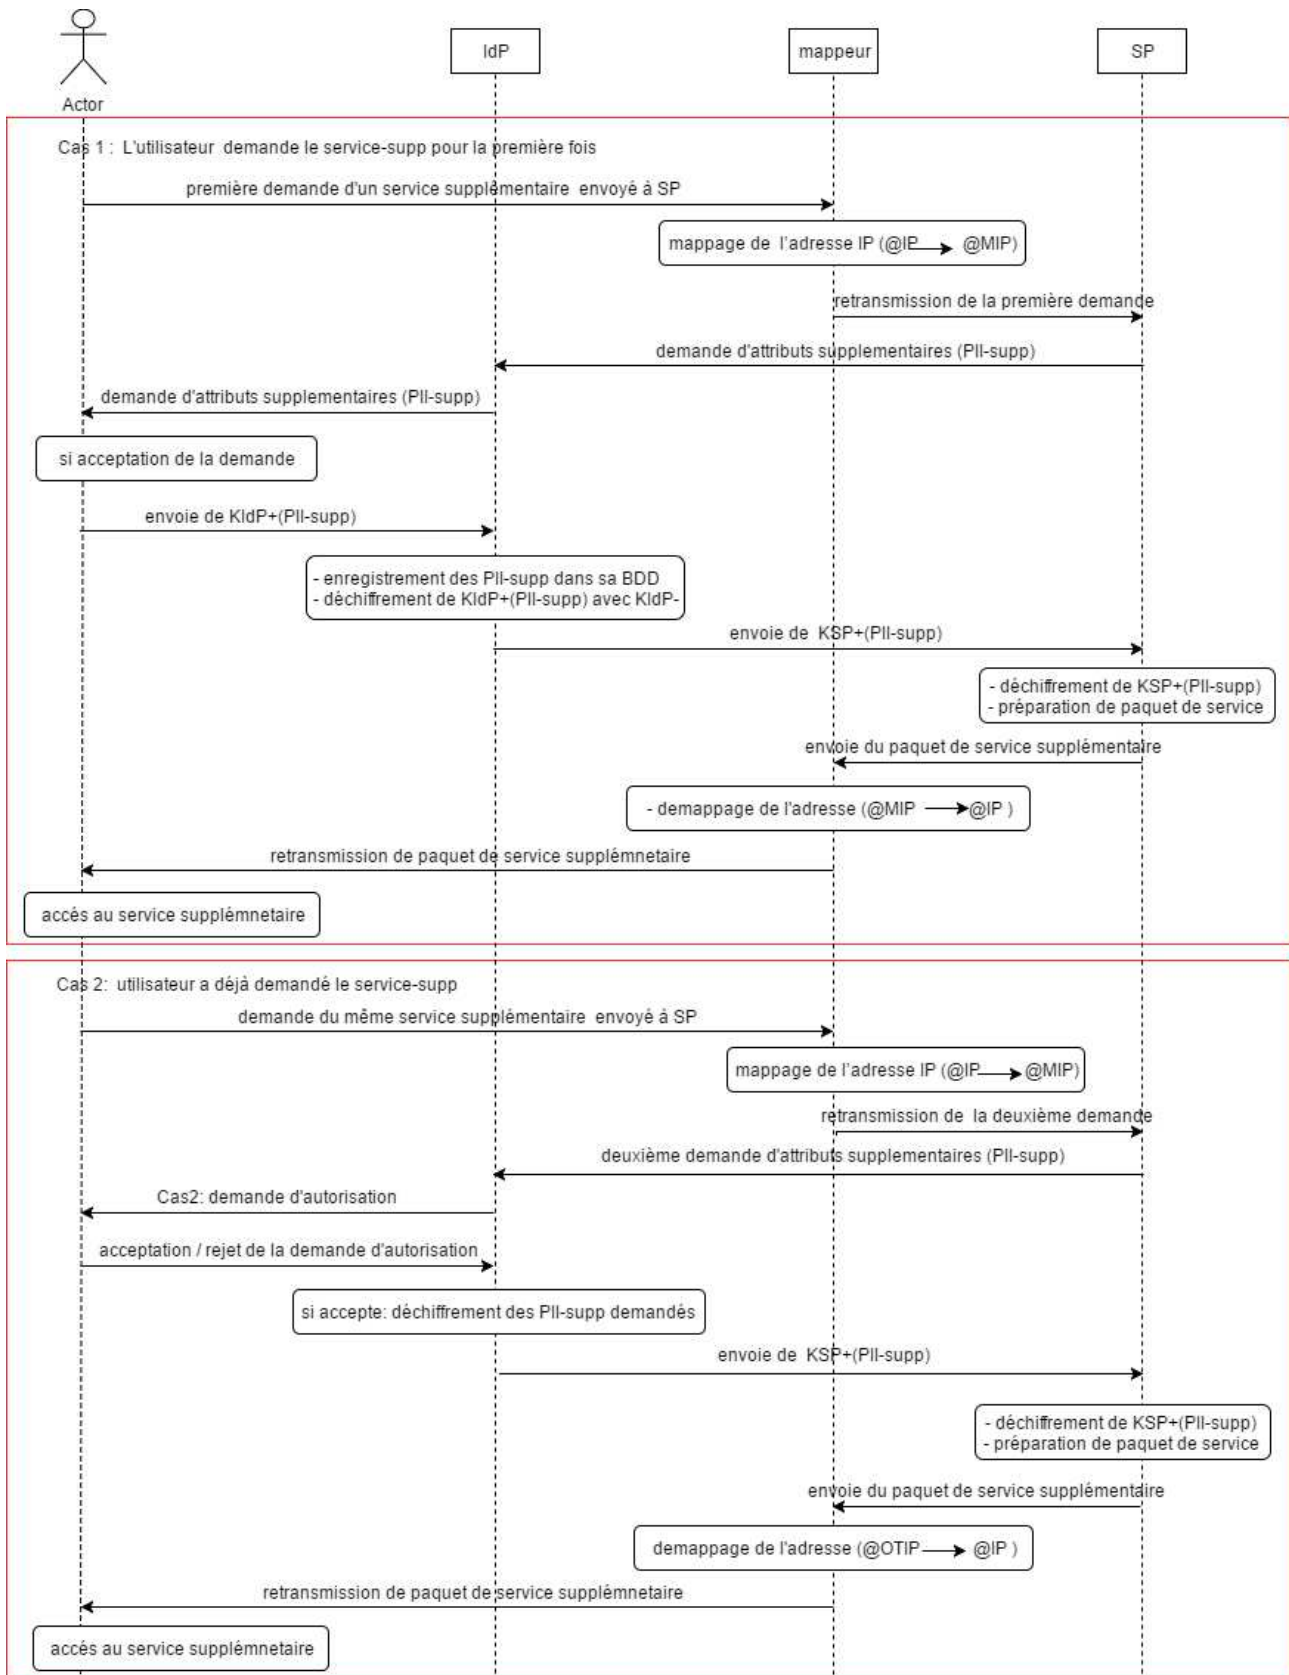 IdP
mappeur
SP
Actor
Cas 1 : L'utilisateur demande le service-supp pour la première fois
première demande d'un service supplémentaire envoyé à SP
mappage de l'adresse IP (@IP @MIP)
retransmission de la première demande
demande d'attributs supplementaires (PII-supp)
demande d'attributs supplementaires (PII-supp)
si acceptation de la demande
envoie de KIdP+(PII-supp)
- enregistrement des PII-supp dans sa BDD
- déchiffrement de KIdP+(PII-supp) avec KIdP-
envoie de KSP+(PII-supp)
- déchiffrement de KSP+(PII-supp)
- préparation de paquet de service
envoie du paquet de service supplémentaire
- demappage de l'adresse (@MIP @IP )
retransmission de paquet de service supplémnetaire
accés au service supplémnetaire
Cas 2: utilisateur a déjà demandé le service-supp
demande du même service supplémentaire envoyé à SP
mappage de l'adresse IP (@IP @MIP)
retransmission de la deuxième demande
deuxième demande d'attributs supplementaires (PII-supp)
Cas2: demande d'autorisation
acceptation / rejet de la demande d'autorisation
si accepte: déchiffrement des PII-supp demandés
envoie de KSP+(PII-supp)
- déchiffrement de KSP+(PII-supp)
- préparation de paquet de service
envoie du paquet de service supplémentaire
demappage de l'adresse (@OTIP @IP )
retransmission de paquet de service supplémnetaire
accés au service supplémnetaire